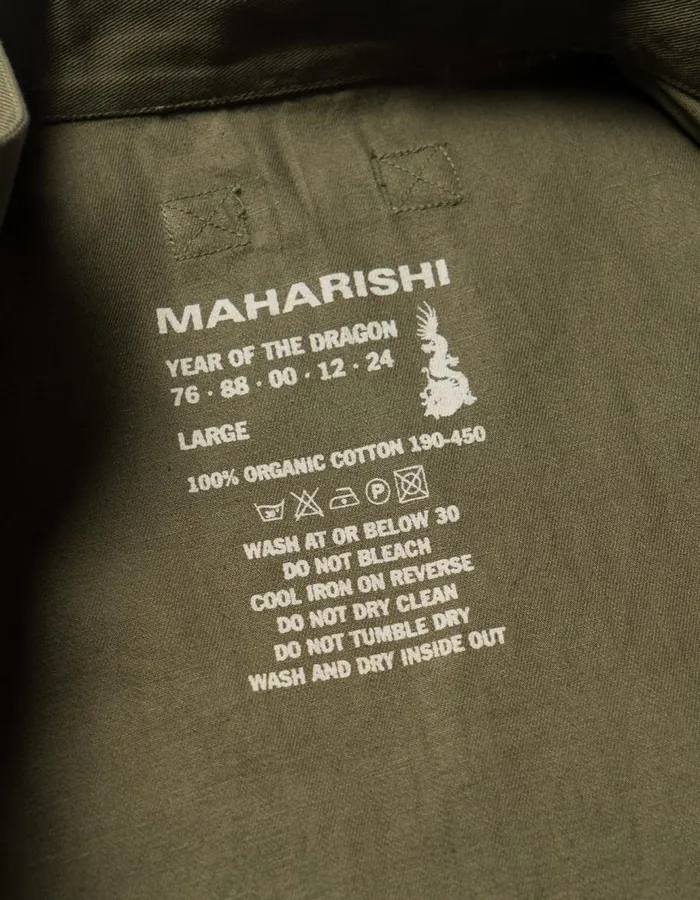 MAHARISHI
YEAR OF THE DRAGON
76 · 88 · 00 · 12 · 24
LARGE
100% ORGANIC COTTON 190-450
30° P
WASH AT OR BELOW 30
DO NOT BLEACH
COOL IRON ON REVERSE
DO NOT DRY CLEAN
DO NOT TUMBLE DRY
WASH AND DRY INSIDE OUT